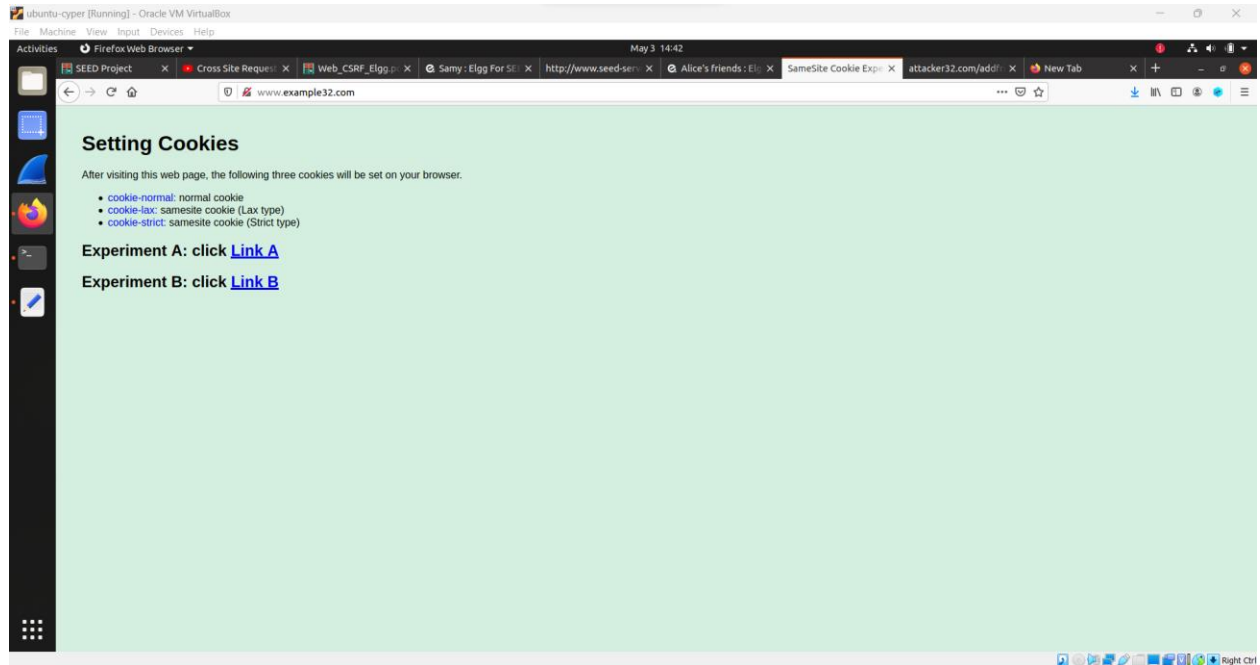 ubuntu-cyper [Running] - Oracle VM VirtualBox
File Machine View Input Devices Help
Activities Firefox Web Browser May 3 14:42
SEED Project Cross Site Request Web_CSRF_Elgg.p Samy : Elgg For SE http://www.seed-serv Alice's friends : Elg SameSite Cookie Expe attacker32.com/addfr New Tab
www.example32.com
Setting Cookies
After visiting this web page, the following three cookies will be set on your browser.
• cookie-normal: normal cookie
• cookie-lax: samesite cookie (Lax type)
• cookie-strict: samesite cookie (Strict type)
Experiment A: click Link A
Experiment B: click Link B
Right Ctrl